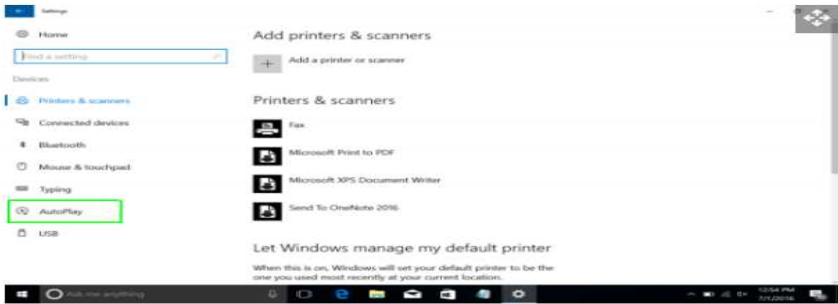 Settings
Home
Find a setting
Devices
Printers & scanners
Connected devices
Bluetooth
Mouse & touchpad
Typing
AutoPlay
USB
Add printers & scanners
Add a printer or scanner
Printers & scanners
Fax
Microsoft Print to PDF
Microsoft XPS Document Writer
Send To OneNote 2016
Let Windows manage my default printer
When this is on, Windows will set your default printer to be the
one you used most recently at your current location.
Ask me anything
12:54 PM
7/1/2016